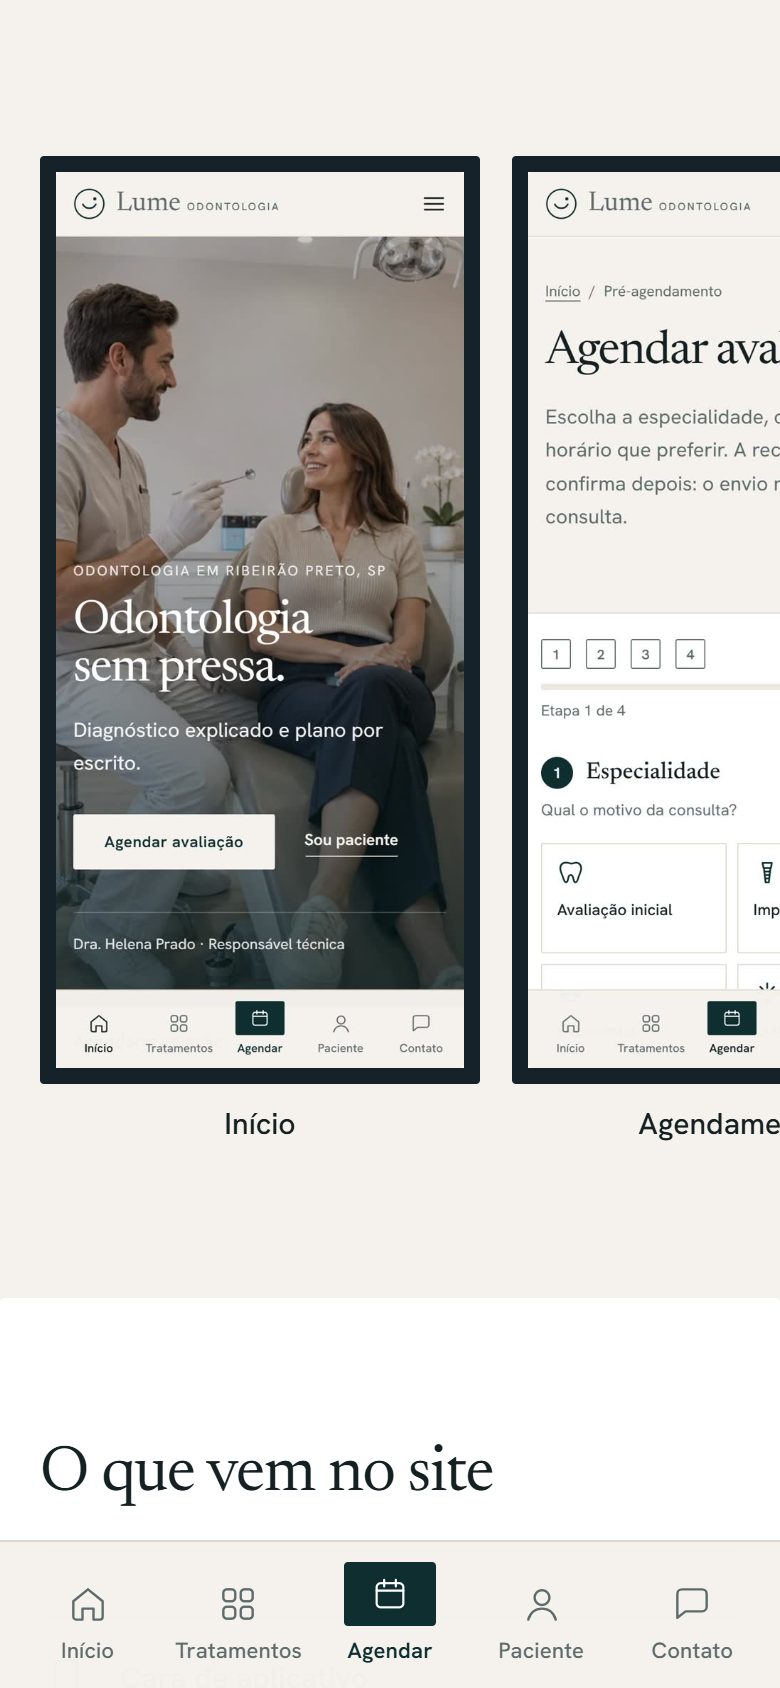 Lume ODONTOLOGIA
ODONTOLOGIA EM RIBEIRÃO PRETO, SP
Odontologia
sem pressa.
Diagnóstico explicado e plano por
escrito.
Agendar avaliação
Sou paciente
Dra. Helena Prado · Responsável técnica
Início
Tratamentos
Agendar
Paciente
Contato
Início
Lume ODONTOLOGIA
Início / Pré-agendamento
Agendar ava
Escolha a especialidade,
horário que preferir. A rec
confirma depois: o envio
consulta.
1 2 3 4
Etapa 1 de 4
1 Especialidade
Qual o motivo da consulta?
Avaliação inicial
Imp
Início
Tratamentos
Agendar
Agendame
O que vem no site
Início
Tratamentos
Agendar
Paciente
Contato
Cara de aplicativo